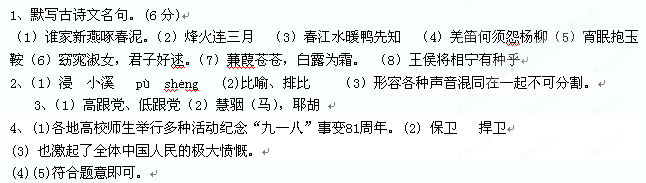 1、默写古诗文名句。(6分)
（1）谁家新燕啄春泥。（2）烽火连三月 （3）春江水暖鸭先知 （4）羌笛何须怨杨柳（5）宵眠抱玉
鞍（6）窈窕淑女，君子好逑。（7）蒹葭苍苍，白露为霜。 （8）王侯将相宁有种乎
2、（1）浸 小溪 pù shèng (2)比喻、排比 （3）形容各种声音混同在一起不可分割。
3、（1）高跟党、低跟党（2）慧骃（马），耶胡
4、(1)各地高校师生举行多种活动纪念“九一八”事变81周年。(2) 保卫 捍卫
(3) 也激起了全体中国人民的极大愤慨。
(4)(5)符合题意即可。